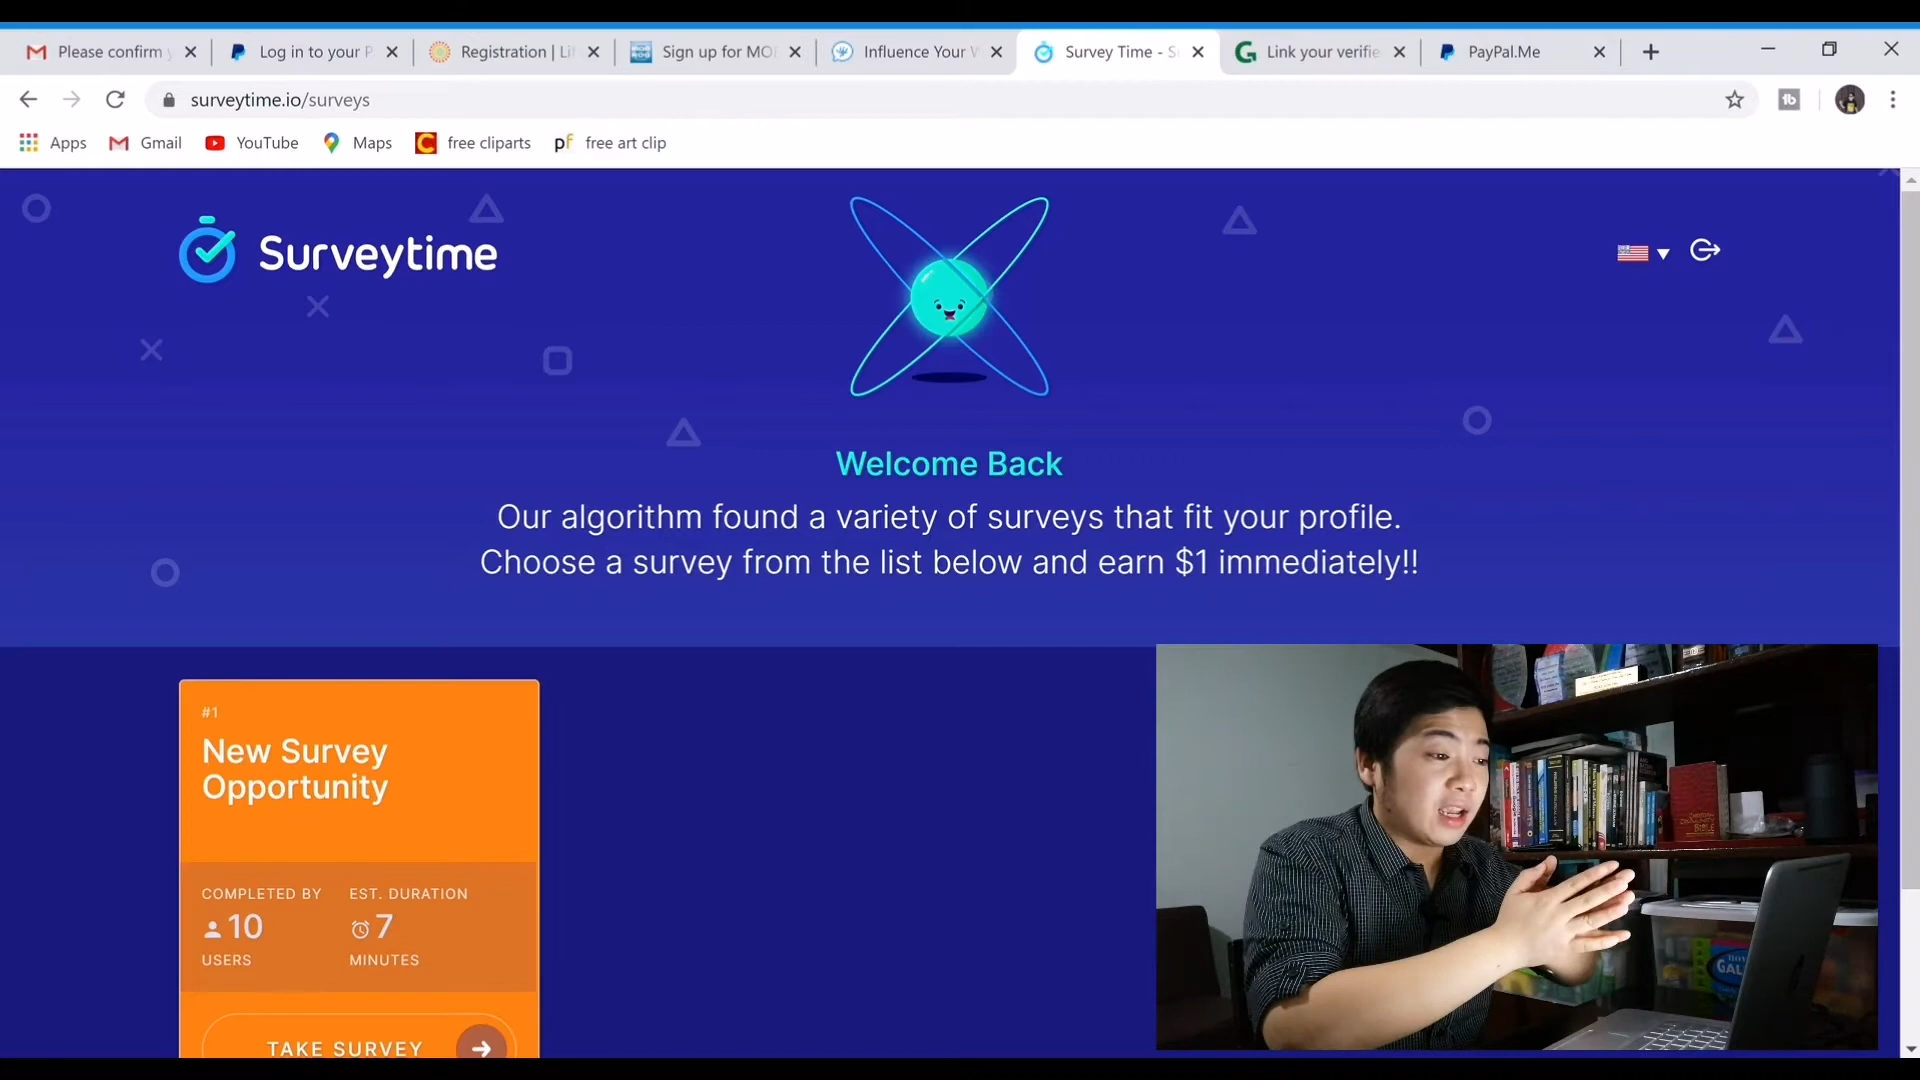 Please confirm y
Log in to your P
Registration | Lif
Sign up for MO
Influence Your V
Survey Time - S
Link your verifie
PayPal.Me
surveytime.io/surveys
Apps
Gmail
YouTube
Maps
free cliparts
pf
free art clip
Surveytime
Welcome Back
Our algorithm found a variety of surveys that fit your profile.
Choose a survey from the list below and earn $1 immediately!!
#1
New Survey
Opportunity
COMPLETED BY
EST. DURATION
10
7
USERS
MINUTES
TAKE SURVEY
BIBLE